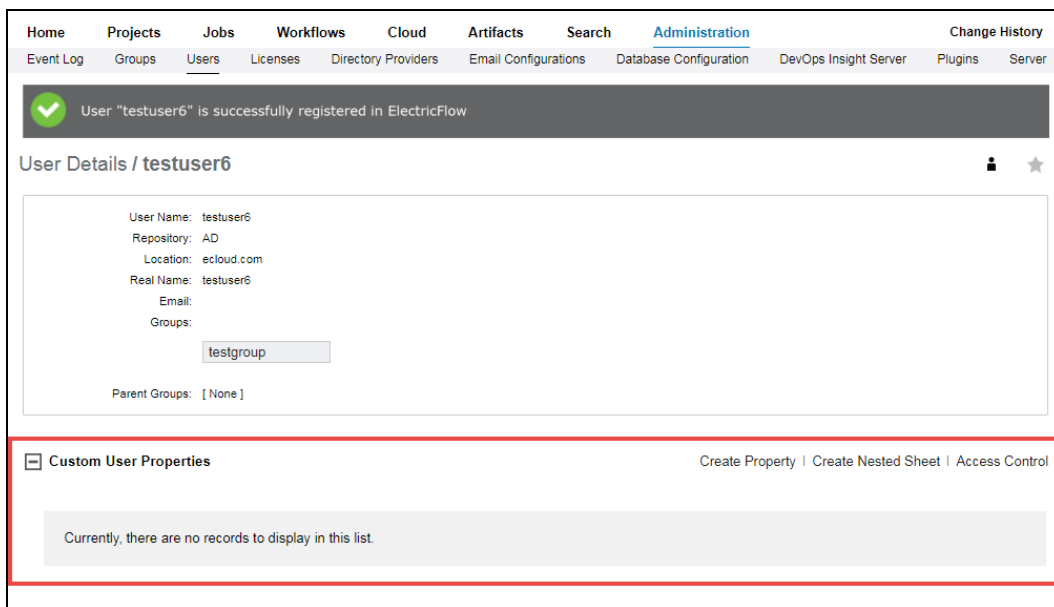 Home Projects Jobs Workflows Cloud Artifacts Search Administration Change History
Event Log Groups Users Licenses Directory Providers Email Configurations Database Configuration DevOps Insight Server Plugins Server
User "testuser6" is successfully registered in ElectricFlow
User Details / testuser6
User Name: testuser6
Repository: AD
Location: ecloud.com
Real Name: testuser6
Email:
Groups:
testgroup
Parent Groups: [ None ]
Custom User Properties Create Property | Create Nested Sheet | Access Control
Currently, there are no records to display in this list.